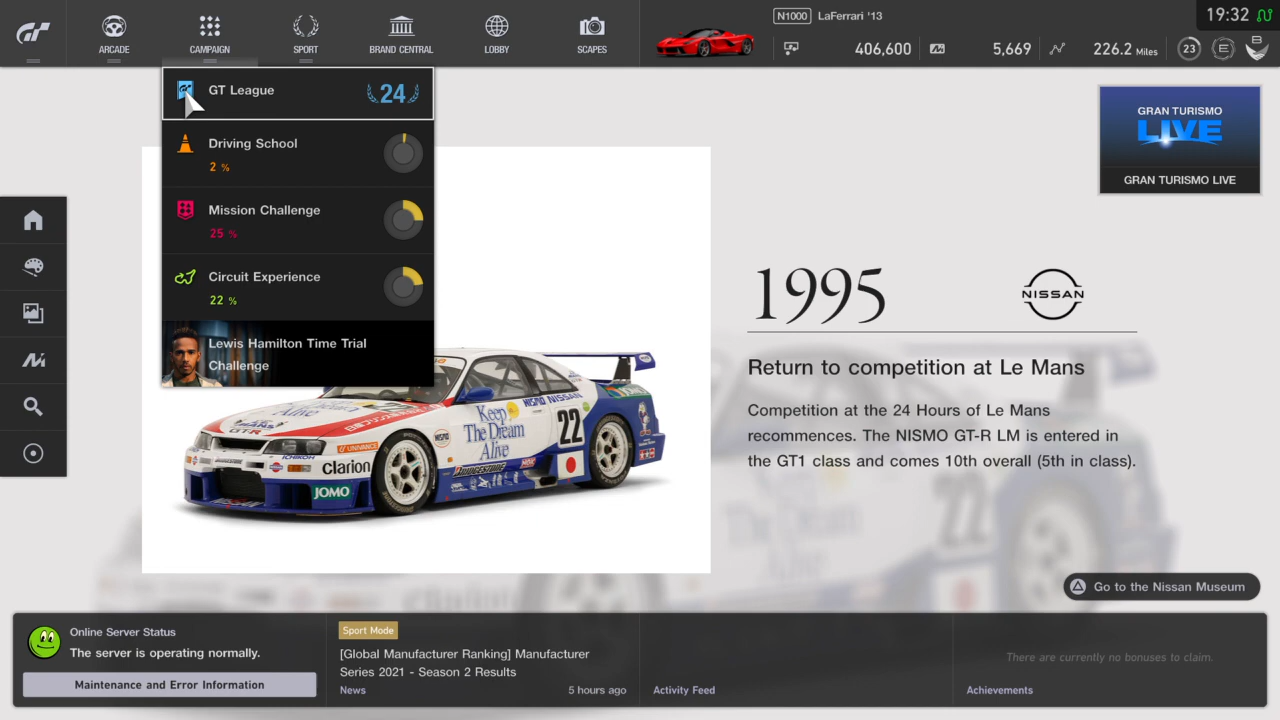 ARCADE
CAMPAIGN
SPORT
BRAND CENTRAL
LOBBY
SCAPES
N1000 LaFerrari '13
406,600
5,669
226.2 Miles
23
E
B
19:32
GT League
24
Driving School
2 %
Mission Challenge
25 %
Circuit Experience
22 %
Lewis Hamilton Time Trial
Challenge
GRAN TURISMO
LIVE
GRAN TURISMO LIVE
1995
NISSAN
Return to competition at Le Mans
Competition at the 24 Hours of Le Mans
recommences. The NISMO GT-R LM is entered in
the GT1 class and comes 10th overall (5th in class).
Keep
The Dream
Alive
22
NISMO NISSAN
Clarion
JOMO
BRIDGESTONE
UNIVANCE
ICHIKOH
GT-R
Go to the Nissan Museum
Online Server Status
The server is operating normally.
Maintenance and Error Information
Sport Mode
[Global Manufacturer Ranking] Manufacturer
Series 2021 - Season 2 Results
News
5 hours ago
Activity Feed
There are currently no bonuses to claim.
Achievements